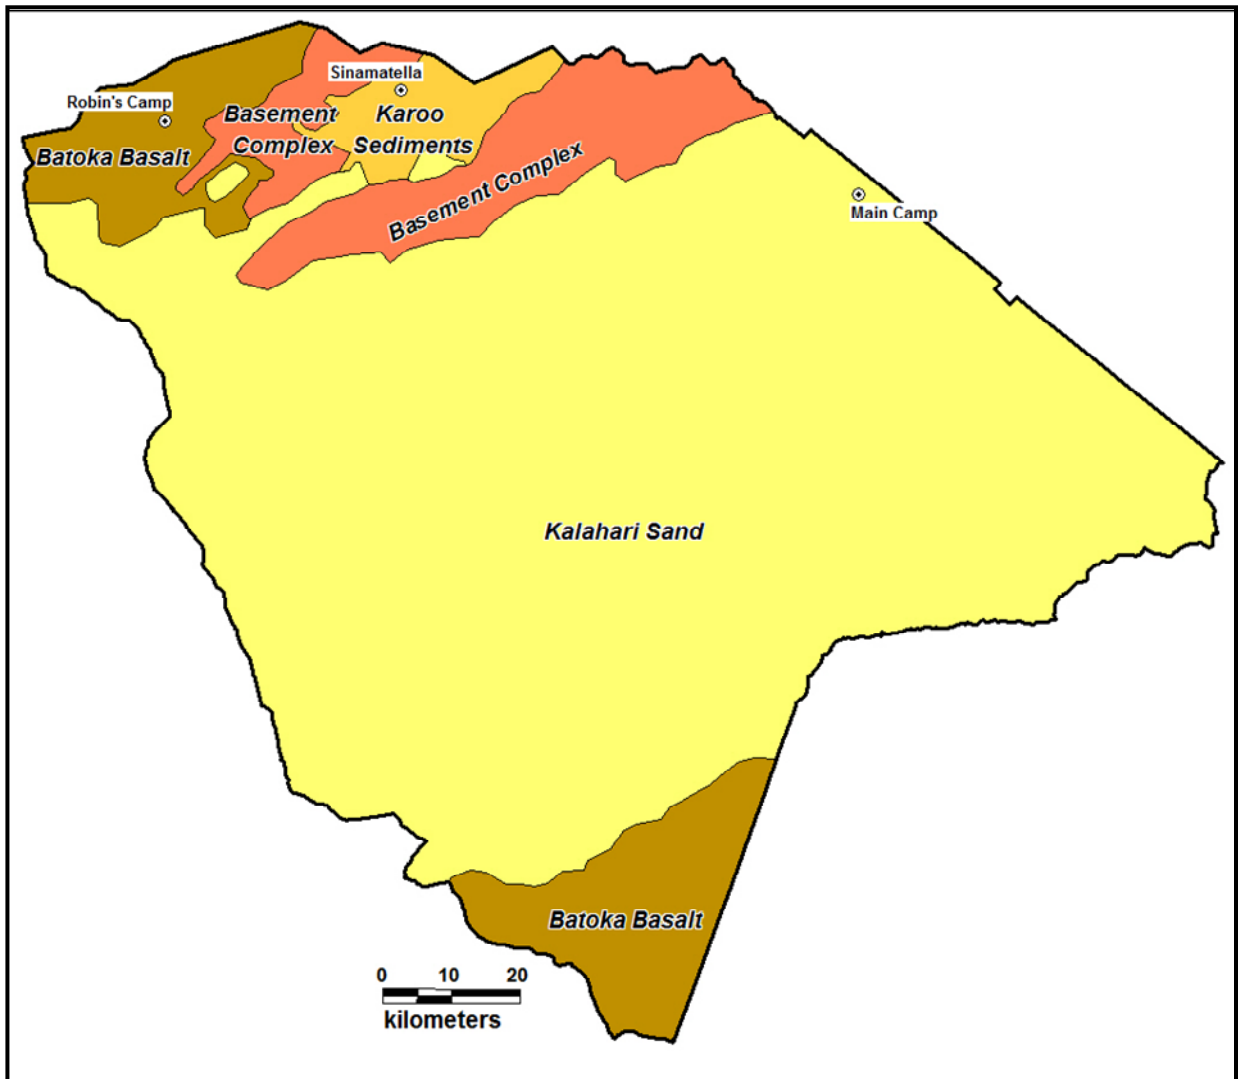 Sinamatella
Robin's Camp
Basement
Complex
Karoo
Sediments
Batoka Basalt
Basement Complex
Main Camp
Kalahari Sand
Batoka Basalt
0 10 20
kilometers